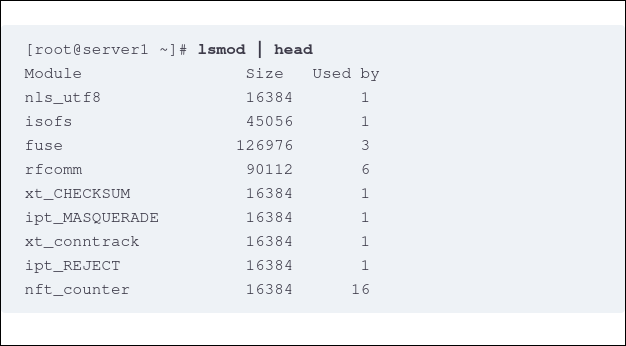 [root@server1 ~]# lsmod | head
Module                 Size   Used by
nls_utf8               16384       1
isofs                  45056       1
fuse                  126976       3
rfcomm                 90112       6
xt_CHECKSUM            16384       1
ipt_MASQUERADE         16384       1
xt_conntrack           16384       1
ipt_REJECT             16384       1
nft_counter            16384      16